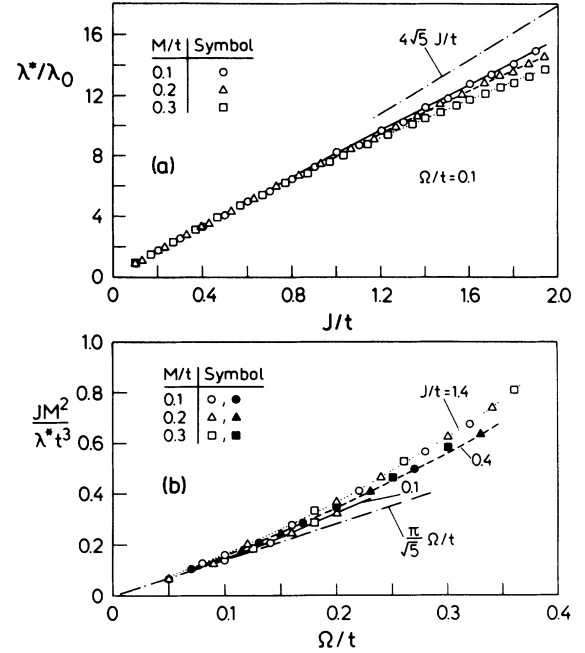 16
12
8
4
0
λ*/λ₀
M/t Symbol
0.1 ○
0.2 △
0.3 □
4√5 J/t
(a)
Ω/t=0.1
0 0.4 0.8 1.2 1.6 2.0
J/t
1.0
0.8
0.6
0.4
0.2
0
JM²
λ*t³
M/t Symbol
0.1 ○,●
0.2 △,▲
0.3 □,■
J/t=1.4
0.4
0.1
(b)
π/√5 Ω/t
0 0.1 0.2 0.3 0.4
Ω/t